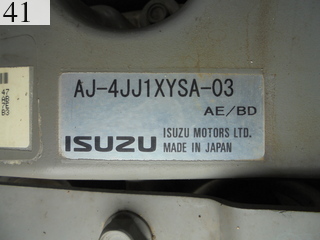 41
AJ-4JJ1XYSA-03
AE/BD
ISUZU
ISUZU MOTORS LTD.
MADE IN JAPAN